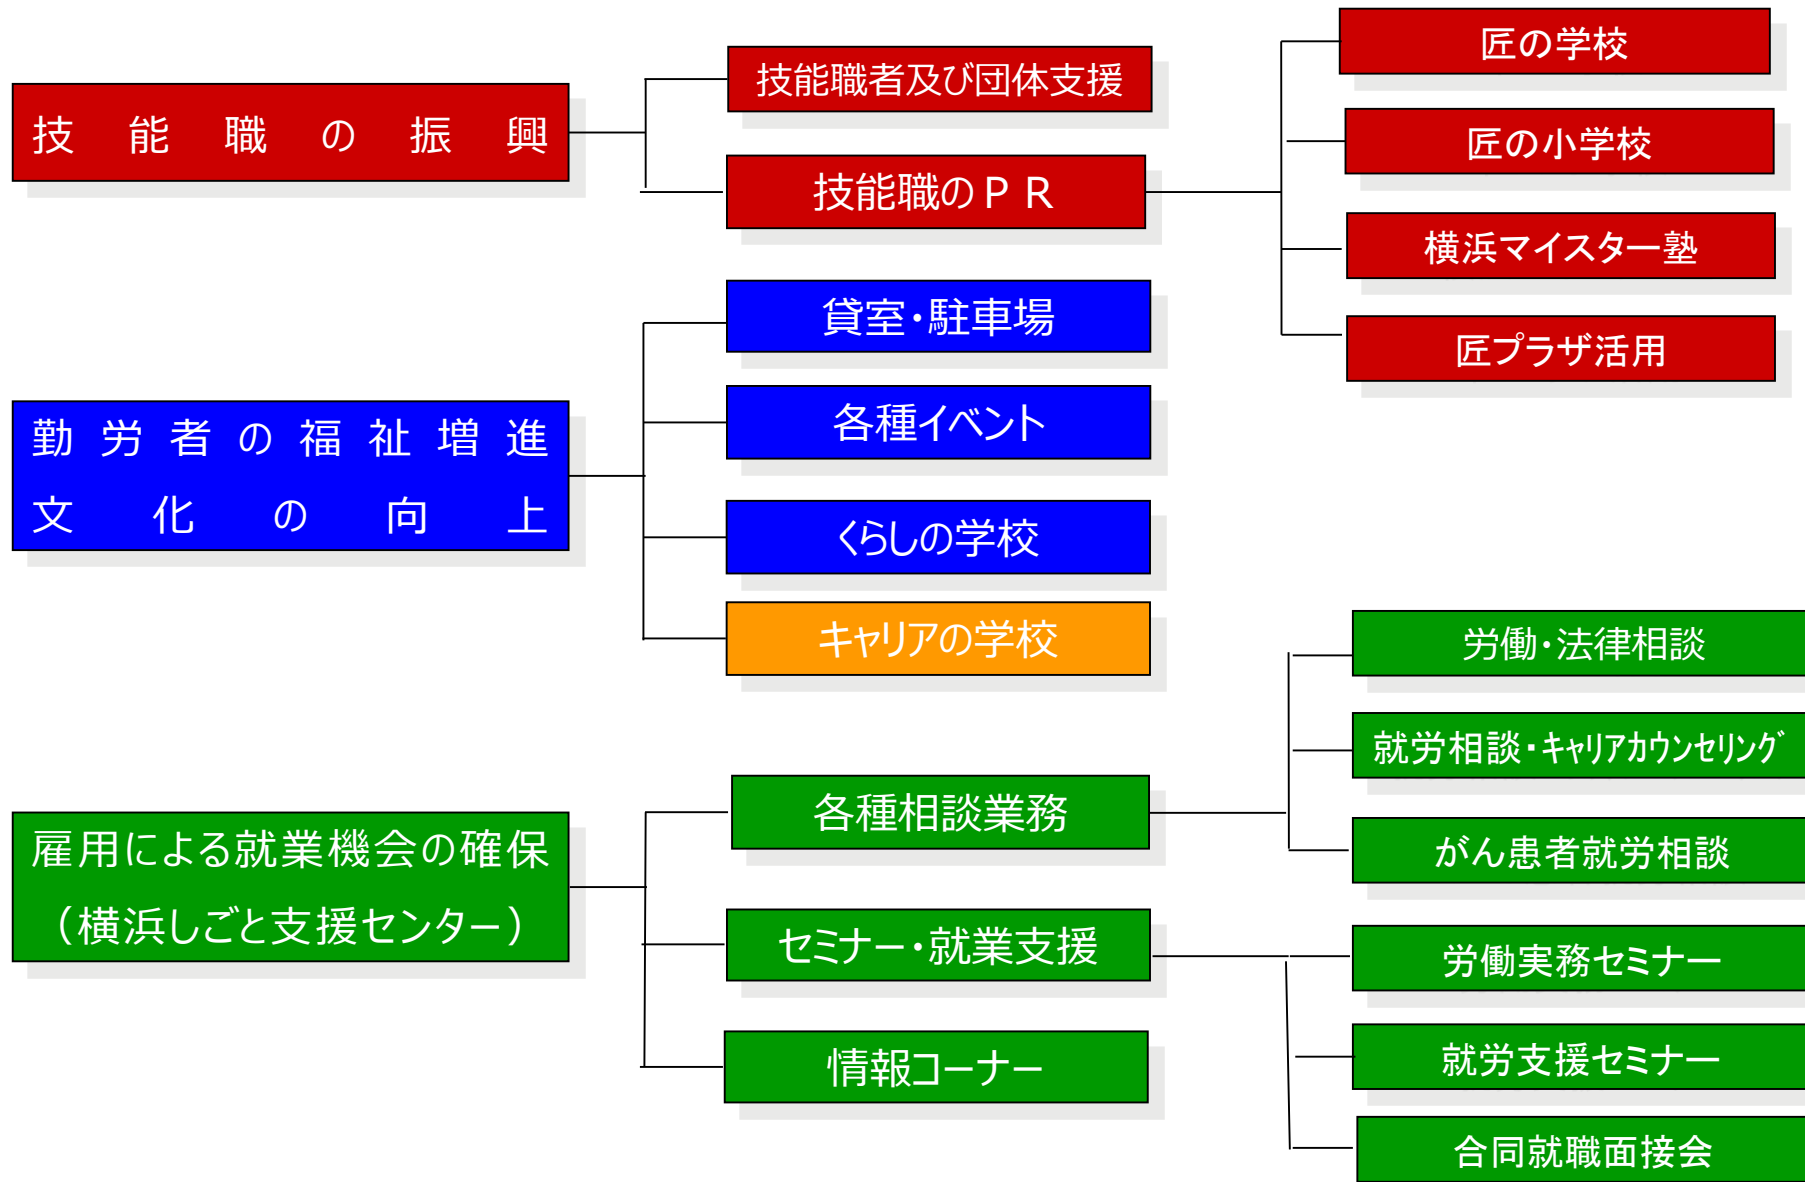 技能職の振興
技能職者及び団体支援
技能職のＰＲ
匠の学校
匠の小学校
横浜マイスター塾
匠プラザ活用
勤労者の福祉増進
文化の向上
貸室・駐車場
各種イベント
くらしの学校
キャリアの学校
雇用による就業機会の確保
（横浜しごと支援センター）
各種相談業務
労働・法律相談
就労相談・ｷｬﾘｱｶｳﾝｾﾘﾝｸﾞ
がん患者就労相談
セミナー・就業支援
労働実務セミナー
就労支援セミナー
合同就職面接会
情報コーナー